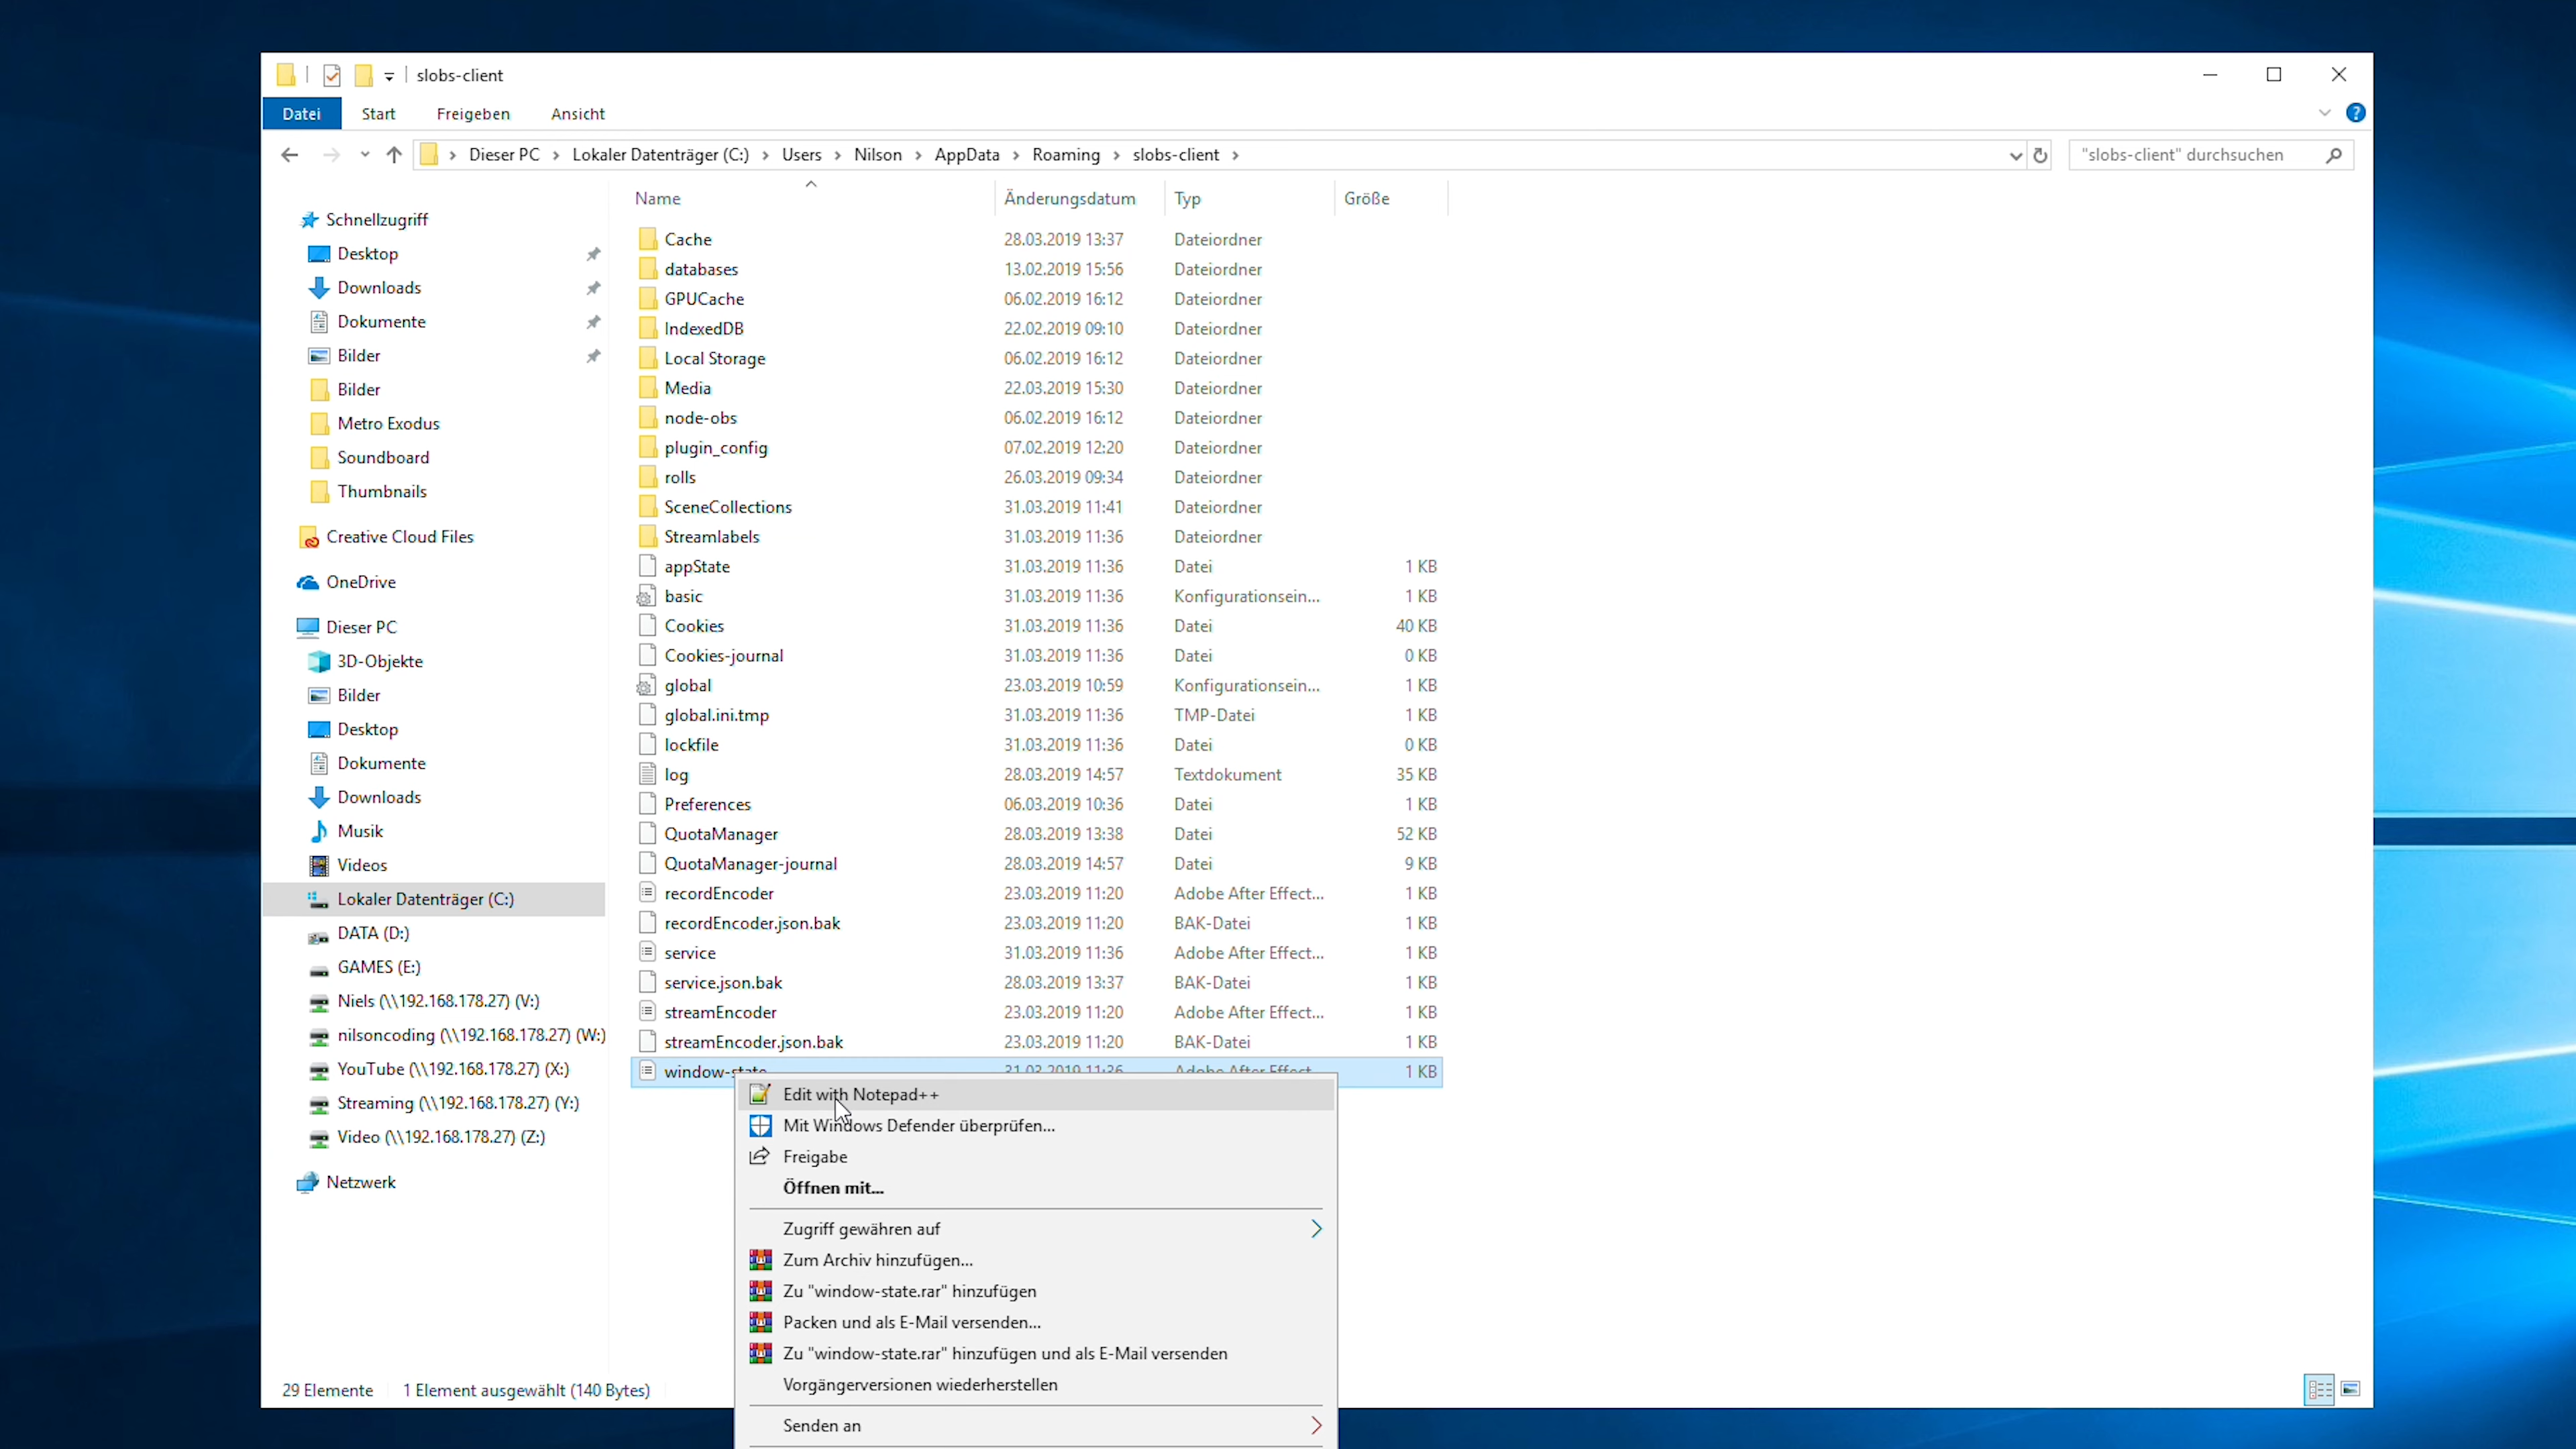 slobs-client
Datei Start Freigeben Ansicht
Dieser PC Lokaler Datenträger (C:) Users Nilson AppData Roaming slobs-client "slobs-client" durchsuchen
Schnellzugriff
Desktop
Downloads
Dokumente
Bilder
Bilder
Metro Exodus
Soundboard
Thumbnails
Creative Cloud Files
OneDrive
Dieser PC
3D-Objekte
Bilder
Desktop
Dokumente
Downloads
Musik
Videos
Lokaler Datenträger (C:)
DATA (D:)
GAMES (E:)
Niels (\\192.168.178.27) (V:)
nilsoncoding (\\192.168.178.27) (W:)
YouTube (\\192.168.178.27) (X:)
Streaming (\\192.168.178.27) (Y:)
Video (\\192.168.178.27) (Z:)
Netzwerk
Name Änderungsdatum Typ Größe
Cache 28.03.2019 13:37 Dateiordner
databases 13.02.2019 15:56 Dateiordner
GPUCache 06.02.2019 16:12 Dateiordner
IndexedDB 22.02.2019 09:10 Dateiordner
Local Storage 06.02.2019 16:12 Dateiordner
Media 22.03.2019 15:30 Dateiordner
node-obs 06.02.2019 16:12 Dateiordner
plugin_config 07.02.2019 12:20 Dateiordner
rolls 26.03.2019 09:34 Dateiordner
SceneCollections 31.03.2019 11:41 Dateiordner
Streamlabels 31.03.2019 11:36 Dateiordner
appState 31.03.2019 11:36 Datei 1 KB
basic 31.03.2019 11:36 Konfigurationsein... 1 KB
Cookies 31.03.2019 11:36 Datei 40 KB
Cookies-journal 31.03.2019 11:36 Datei 0 KB
global 23.03.2019 10:59 Konfigurationsein... 1 KB
global.ini.tmp 31.03.2019 11:36 TMP-Datei 1 KB
lockfile 31.03.2019 11:36 Datei 0 KB
log 28.03.2019 14:57 Textdokument 35 KB
Preferences 06.03.2019 10:36 Datei 1 KB
QuotaManager 28.03.2019 13:38 Datei 52 KB
QuotaManager-journal 28.03.2019 14:57 Datei 9 KB
recordEncoder 23.03.2019 11:20 Adobe After Effect... 1 KB
recordEncoder.json.bak 23.03.2019 11:20 BAK-Datei 1 KB
service 31.03.2019 11:36 Adobe After Effect... 1 KB
service.json.bak 28.03.2019 13:37 BAK-Datei 1 KB
streamEncoder 23.03.2019 11:20 Adobe After Effect... 1 KB
streamEncoder.json.bak 23.03.2019 11:20 BAK-Datei 1 KB
window-state 31.03.2019 11:36 Adobe After Effect... 1 KB
Edit with Notepad++
Mit Windows Defender überprüfen...
Freigabe
Öffnen mit...
Zugriff gewähren auf
Zum Archiv hinzufügen...
Zu "window-state.rar" hinzufügen
Packen und als E-Mail versenden...
Zu "window-state.rar" hinzufügen und als E-Mail versenden
Vorgängerversionen wiederherstellen
Senden an
29 Elemente 1 Element ausgewählt (140 Bytes)